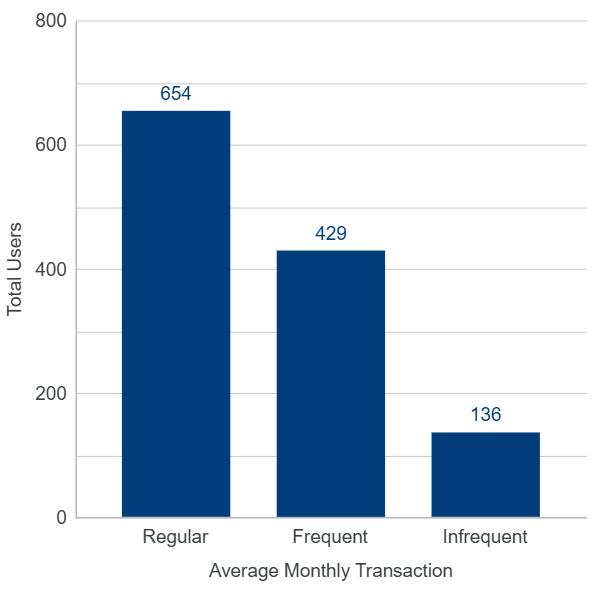 800
600
400
200
0
Total Users
654
429
136
Regular
Frequent
Infrequent
Average Monthly Transaction